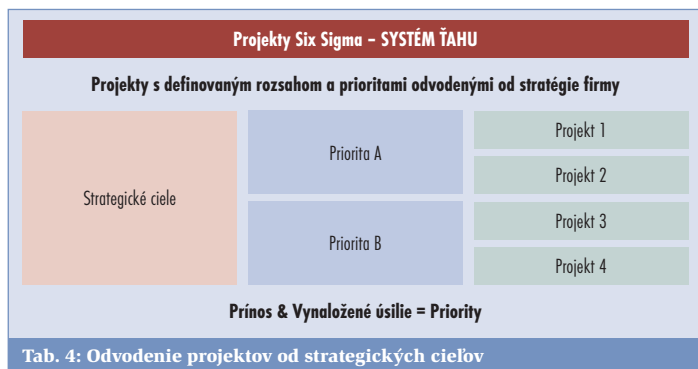 Projekty Six Sigma – SYSTÉM ŤAHU
Projekty s definovaným rozsahom a prioritami odvodenými od stratégie firmy
Strategické ciele
Priorita A
Priorita B
Projekt 1
Projekt 2
Projekt 3
Projekt 4
Prínos & Vynaložené úsilie = Priority
Tab. 4: Odvodenie projektov od strategických cieľov